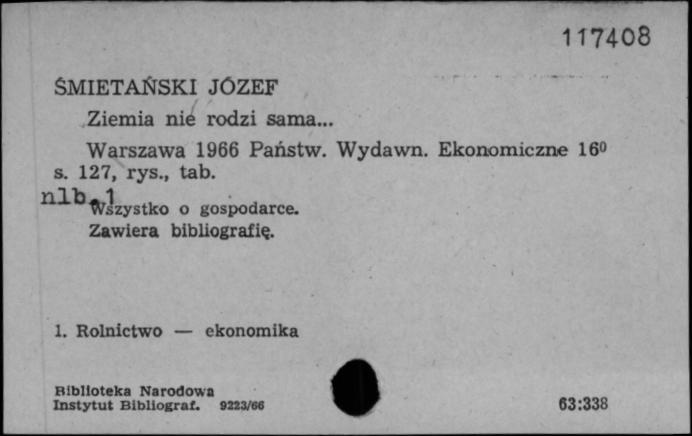 117408
ŚMIETAŃSKI JÓZEF
Ziemia nie rodzi sama...
Warszawa 1966 Państw. Wydawn. Ekonomiczne 16⁰
s. 127, rys., tab.
nlb. 1
Wszystko o gospodarce.
Zawiera bibliografię.
1. Rolnictwo — ekonomika
Biblioteka Narodowa
Instytut Bibliograf. 9223/66
63:338